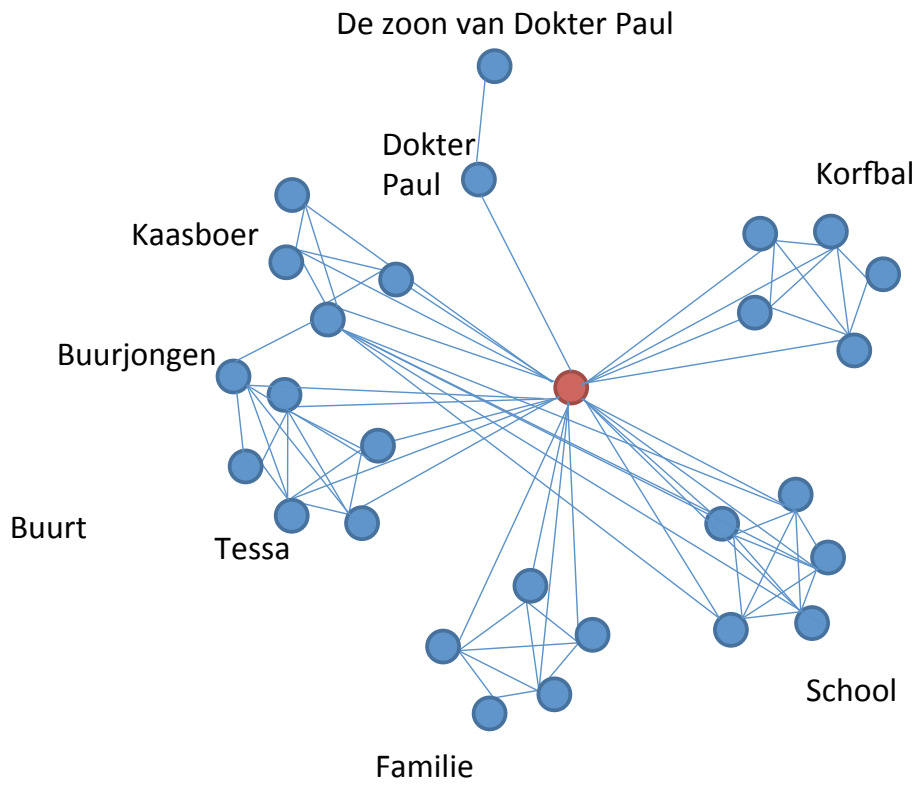 De zoon van Dokter Paul
Dokter
Paul
Korfbal
Kaasboer
Buurjongen
Buurt
Tessa
School
Familie